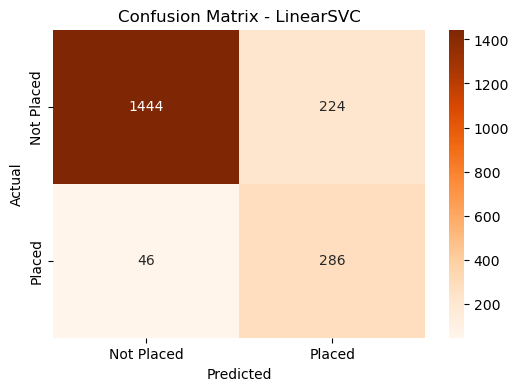 Confusion Matrix - LinearSVC
Actual
Not Placed
Placed
1444
224
46
286
Not Placed
Placed
Predicted
1400
1200
1000
800
600
400
200